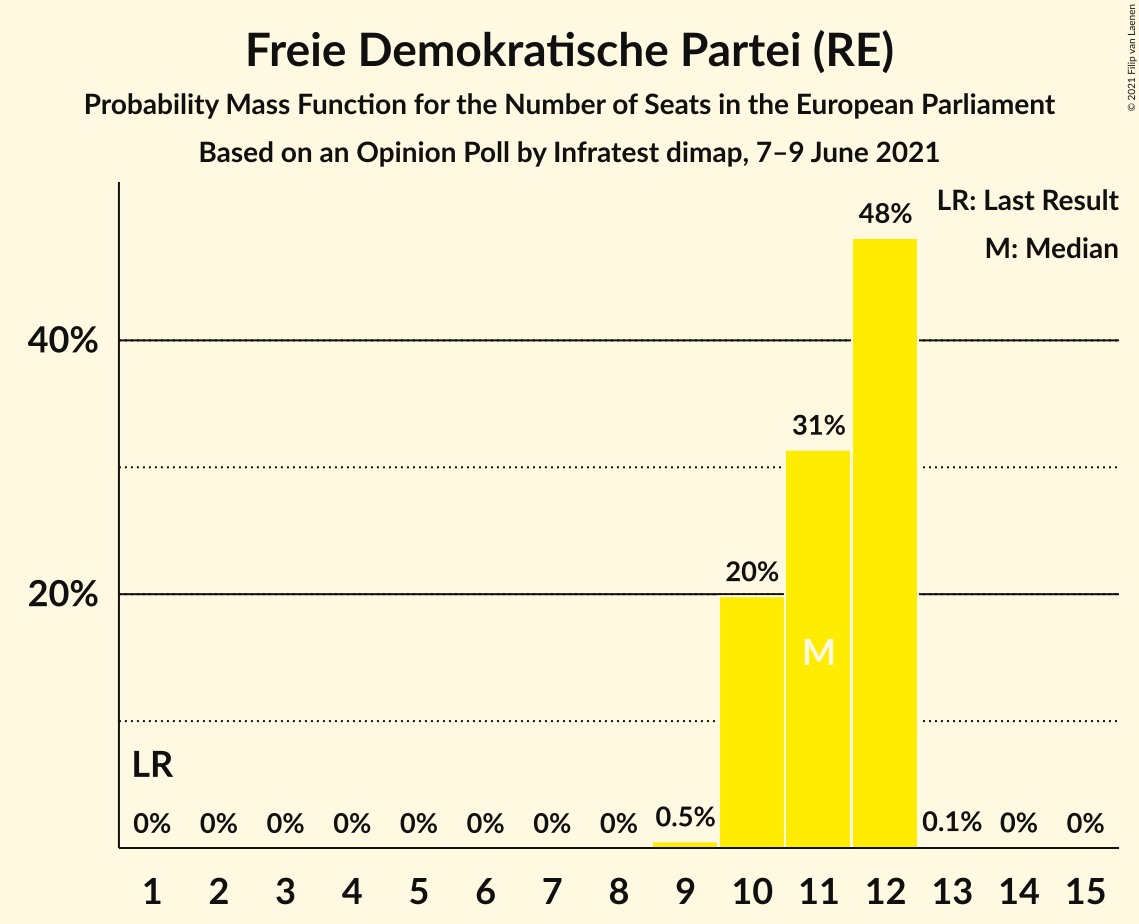 Freie Demokratische Partei (RE)
Probability Mass Function for the Number of Seats in the European Parliament
Based on an Opinion Poll by Infratest dimap, 7–9 June 2021
© 2021 Filip van Laenen
LR: Last Result
M: Median
48%
40%
31%
20%
20%
M
LR
0% 0% 0% 0% 0% 0% 0% 0% 0.5% 0.1% 0% 0%
1 2 3 4 5 6 7 8 9 10 11 12 13 14 15